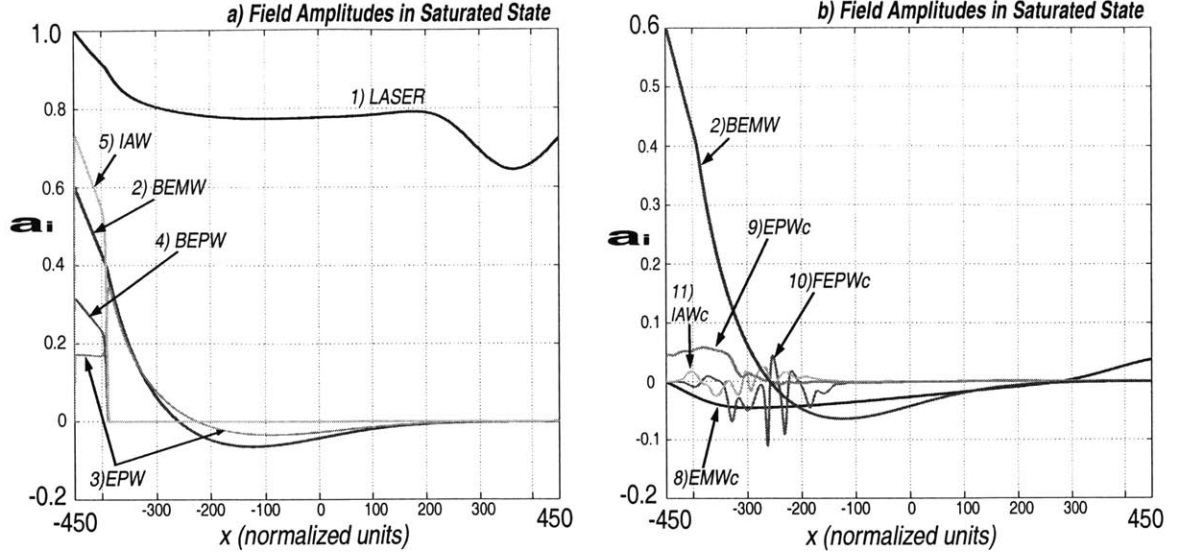 a) Field Amplitudes in Saturated State
1.0
0.8
0.6
0.4
0.2
0
-0.2
ai
1) LASER
5) IAW
2) BEMW
4) BEPW
3)EPW
-450
-300
-200
-100
0
100
200
300
450
x (normalized units)
b) Field Amplitudes in Saturated State
0.6
0.5
0.4
0.3
0.2
0.1
0
-0.1
-0.2
ai
2)BEMW
9)EPWc
10)FEPWc
11)
IAWc
8)EMWc
-450
-300
-200
-100
0
100
200
300
450
x (normalized units)